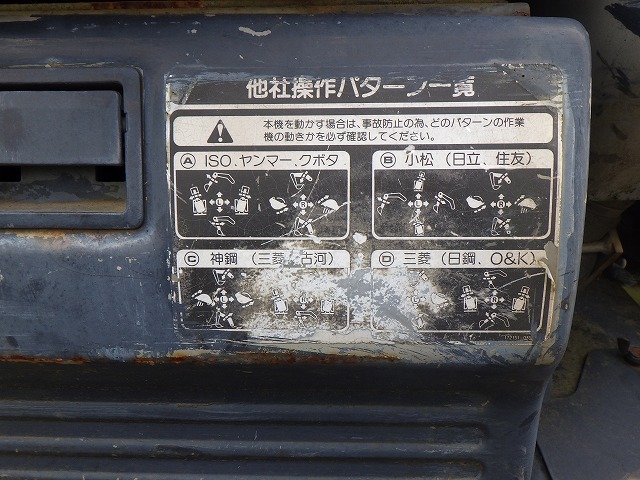 他社操作パターン一覧
本機を動かす場合は、事故防止の為、どのパターンの作業
機の動きかを必ず確認してください。
Ⓐ ISO. ヤンマー. クボタ
Ⓑ 小松 (日立、住友)
L R
L R
Ⓒ 神鋼 (三菱、古河)
Ⓓ 三菱 (日鋼、O&K)
L
R